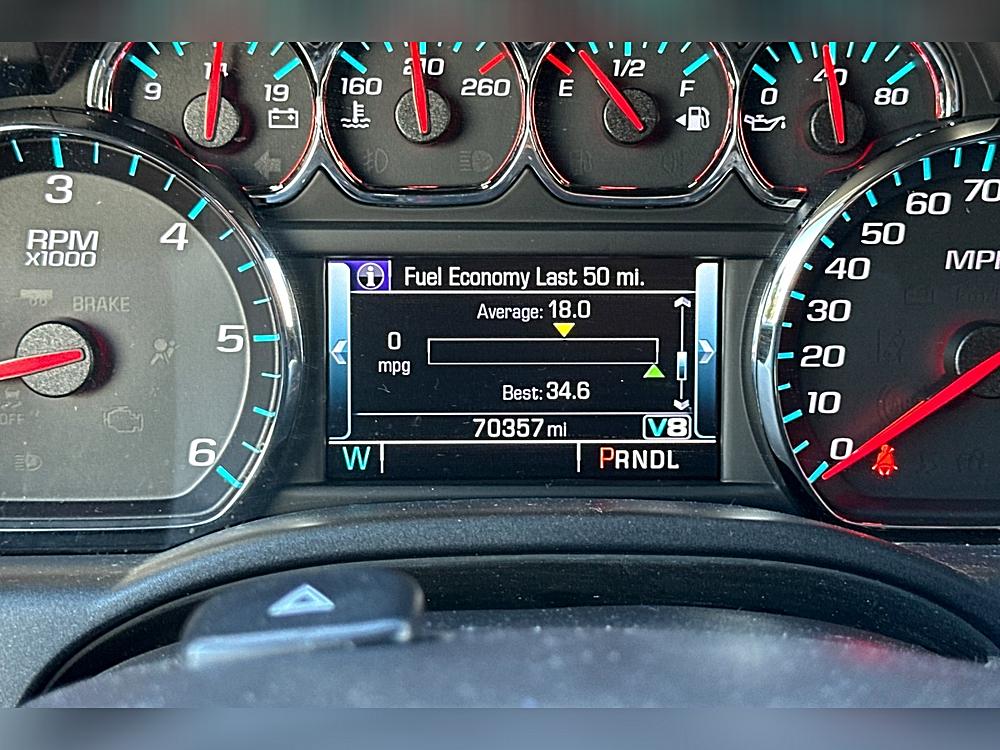 9 14 19
160 210 260
E 1/2 F
0 40 80
3
4
5
6
RPM
x1000
BRAKE
OFF
i Fuel Economy Last 50 mi.
Average: 18.0
0
mpg
Best: 34.6
70357 mi V8
W PRNDL
70
60
50
40
30
20
10
0